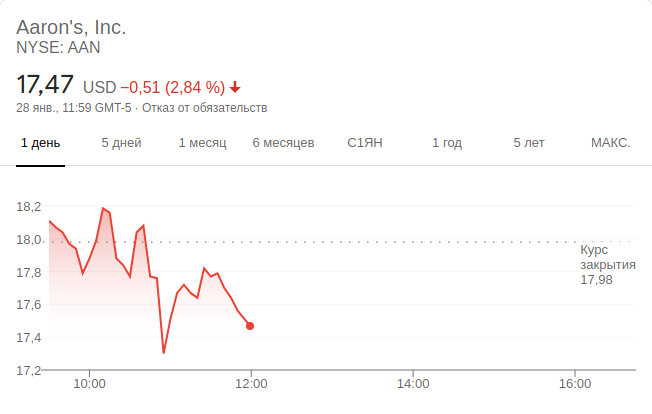 Aaron's, Inc.
NYSE: AAN
17,47 USD −0,51 (2,84 %)
28 янв., 11:59 GMT-5 · Отказ от обязательств
1 день 5 дней 1 месяц 6 месяцев С1ЯН 1 год 5 лет МАКС.
18,2
18,0
Курс
закрытия
17,98
17,8
17,6
17,4
17,2
10:00 12:00 14:00 16:00